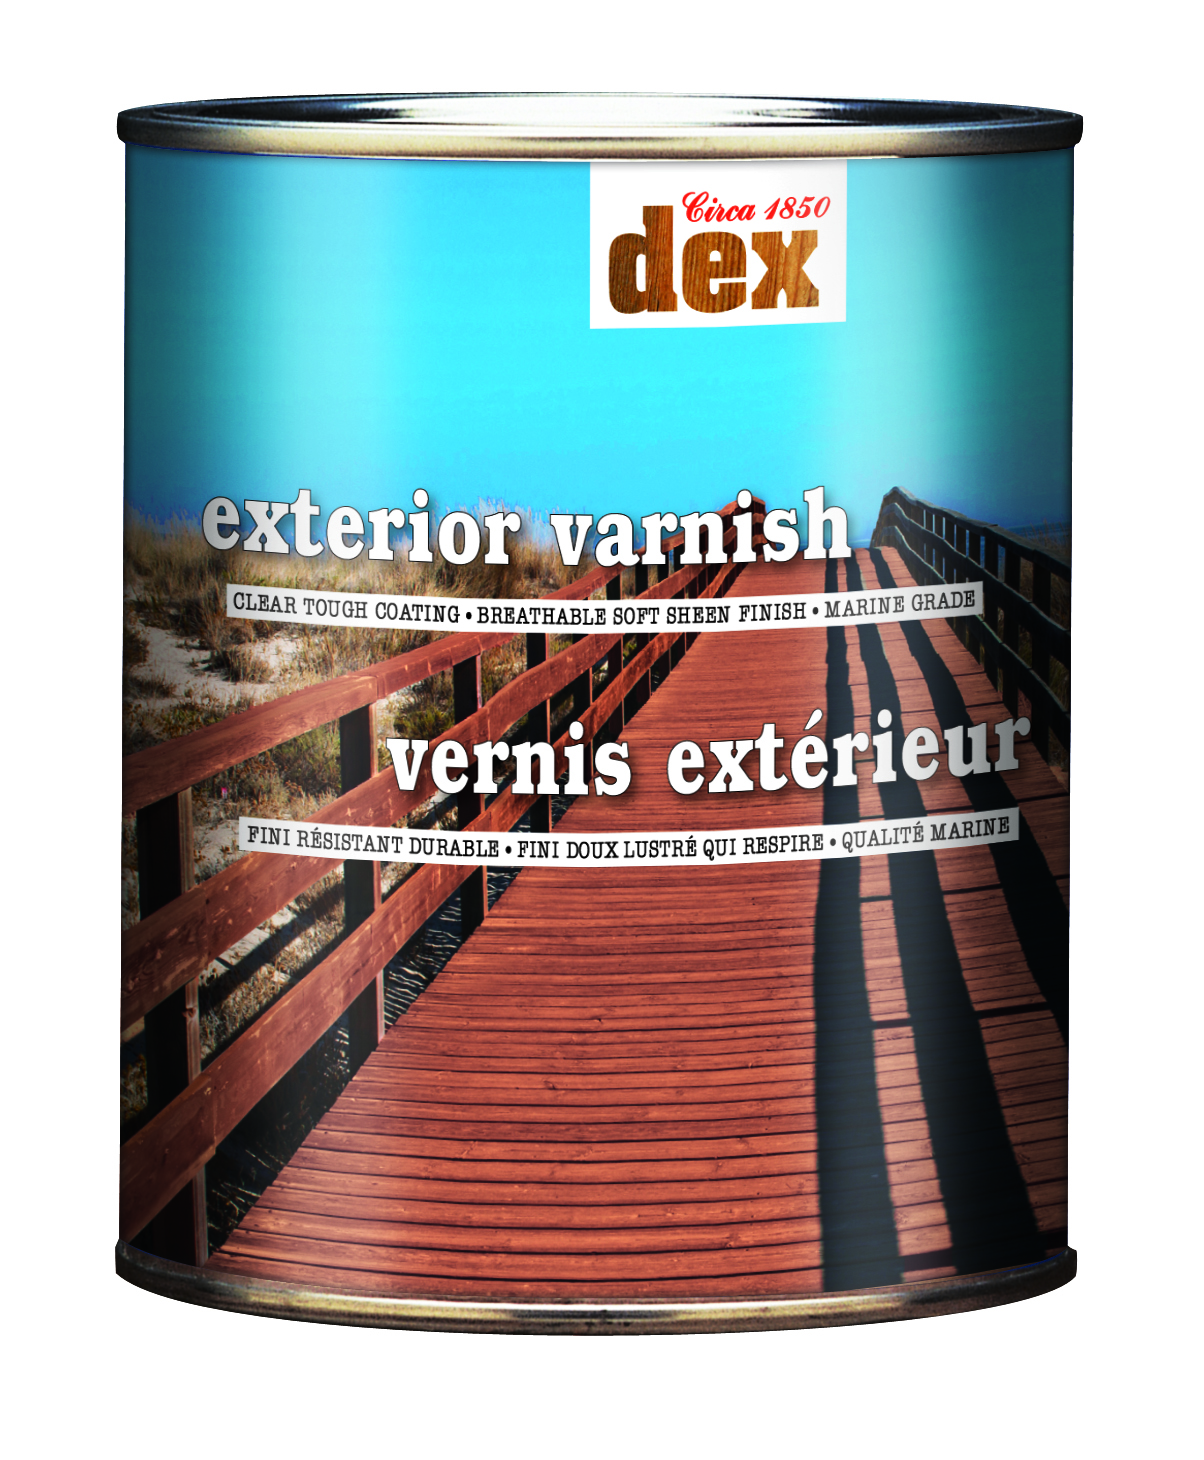 Circa 1850
dex
exterior varnish
CLEAR TOUGH COATING • BREATHABLE SOFT SHEEN FINISH • MARINE GRADE
vernis extérieur
FINI RÉSISTANT DURABLE • FINI DOUX LUSTRÉ QUI RESPIRE • QUALITÉ MARINE